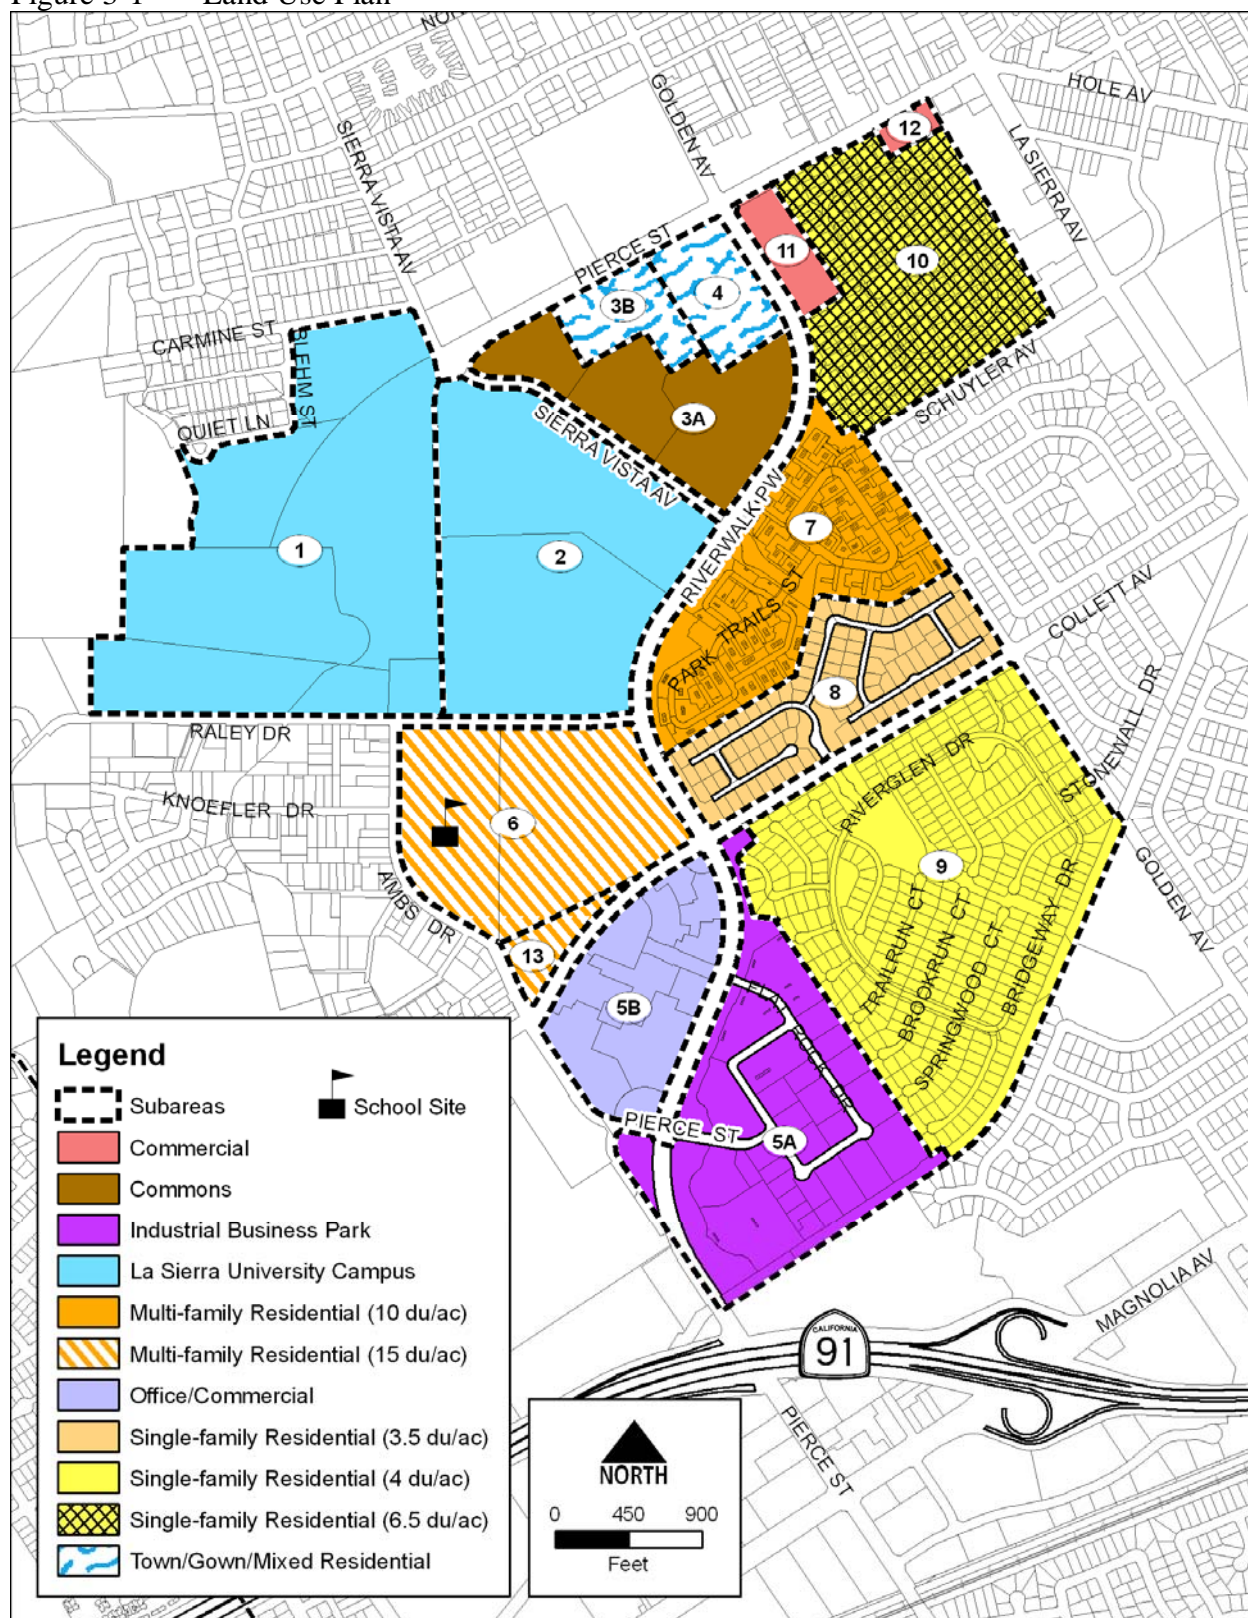 Figure 3-1 Land Use Plan
NOR
HOLE AV
GOLDEN AV
SIERRA VISTA AV
LA SIERRA AV
12
11
10
PIERCE ST
3B
4
CARMINE ST
BLEHM ST
QUIET LN
SCHUYLER AV
3A
SIERRA VISTA AV
RIVERWALK PW
7
1
2
PARK TRAILS ST
COLLETT AV
8
STONEWALL DR
RALEY DR
RIVERGLEN DR
KNOEFLER DR
6
9
GOLDEN AV
AMBS DR
TRAILRUN CT
BROOKRUN CT
SPRINGWOOD CT
BRIDGEWAY DR
13
5B
FLAT ROCK DR
PIERCE ST
5A
Legend
Subareas
School Site
Commercial
Commons
Industrial Business Park
La Sierra University Campus
Multi-family Residential (10 du/ac)
Multi-family Residential (15 du/ac)
Office/Commercial
Single-family Residential (3.5 du/ac)
Single-family Residential (4 du/ac)
Single-family Residential (6.5 du/ac)
Town/Gown/Mixed Residential
MAGNOLIA AV
CALIFORNIA
91
PIERCE ST
NORTH
0 450 900
Feet